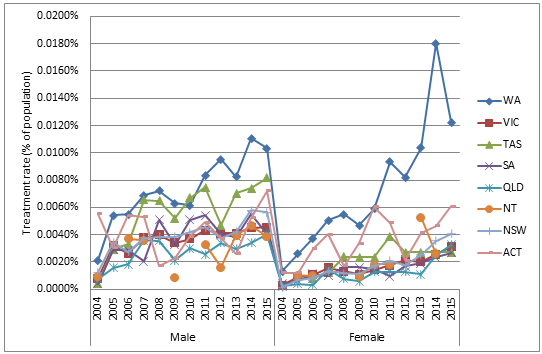 Treatment rate (% of population)
0.0200%
0.0180%
0.0160%
0.0140%
0.0120%
0.0100%
0.0080%
0.0060%
0.0040%
0.0020%
0.0000%
2004 2005 2006 2007 2008 2009 2010 2011 2012 2013 2014 2015 2004 2005 2006 2007 2008 2009 2010 2011 2012 2013 2014 2015
Male Female
WA
VIC
TAS
SA
QLD
NT
NSW
ACT